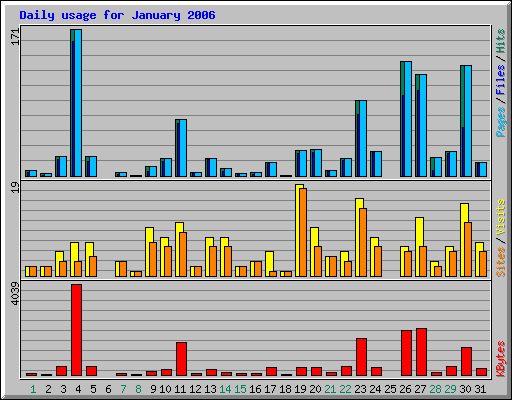 Daily usage for January 2006
171
Pages / Files / Hits
19
Sites / Visits
4039
KBytes
1 2 3 4 5 6 7 8 9 10 11 12 13 14 15 16 17 18 19 20 21 22 23 24 25 26 27 28 29 30 31